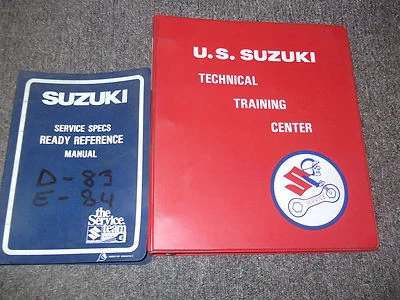 SUZUKI
SERVICE SPECS
READY REFERENCE
MANUAL
D-83
E-84
the
Service
team
U.S. SUZUKI
TECHNICAL
TRAINING
CENTER